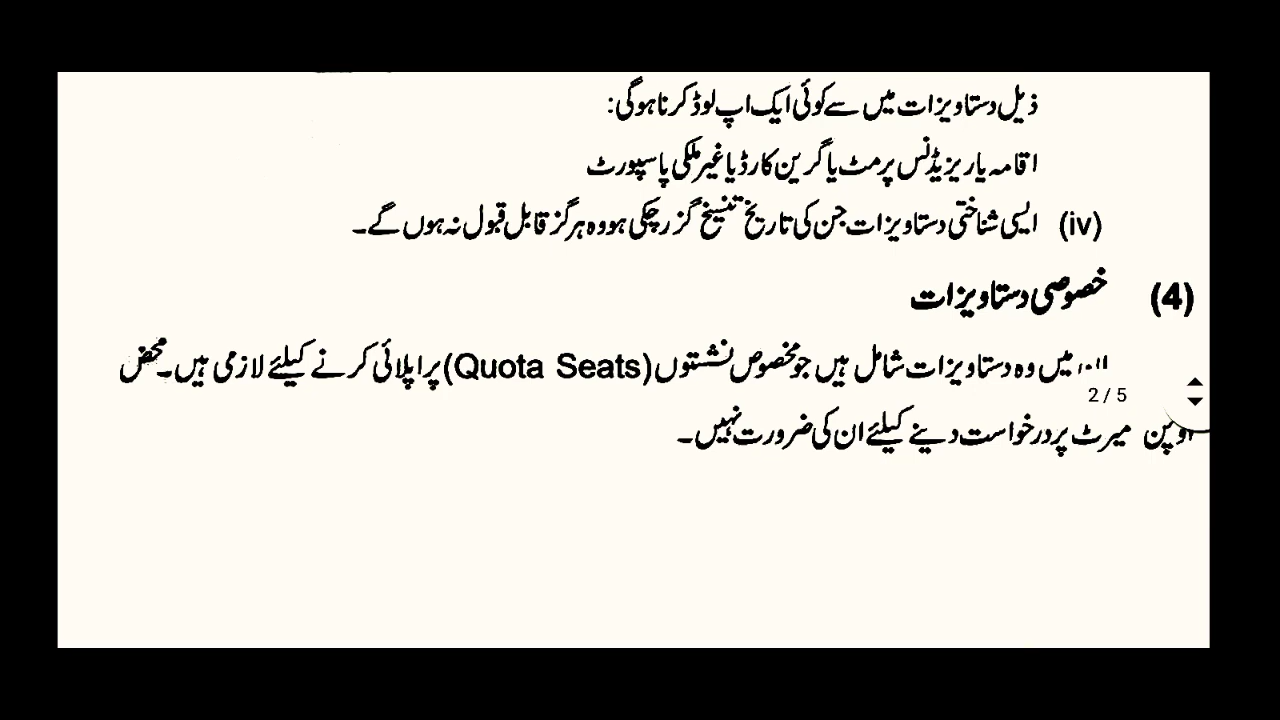 ذیل دستاویزات میں سے کوئی ایک اپ لوڈ کرنا ہوگی:
اقامہ یا ریزیڈنس پرمٹ یا گرین کارڈ یا غیر ملکی پاسپورٹ
(iv) ایسی شناختی دستاویزات جن کی تاریخ تنسیخ گزر چکی ہو وہ ہرگز قابل قبول نہ ہوں گے۔
(4) خصوصی دستاویزات
میں وہ دستاویزات شامل ہیں جو مخصوص نشستوں (Quota Seats) پر اپلائی کرنے کیلئے لازمی ہیں۔ محض
2 / 5
اوپن میرٹ پر درخواست دینے کیلئے ان کی ضرورت نہیں۔